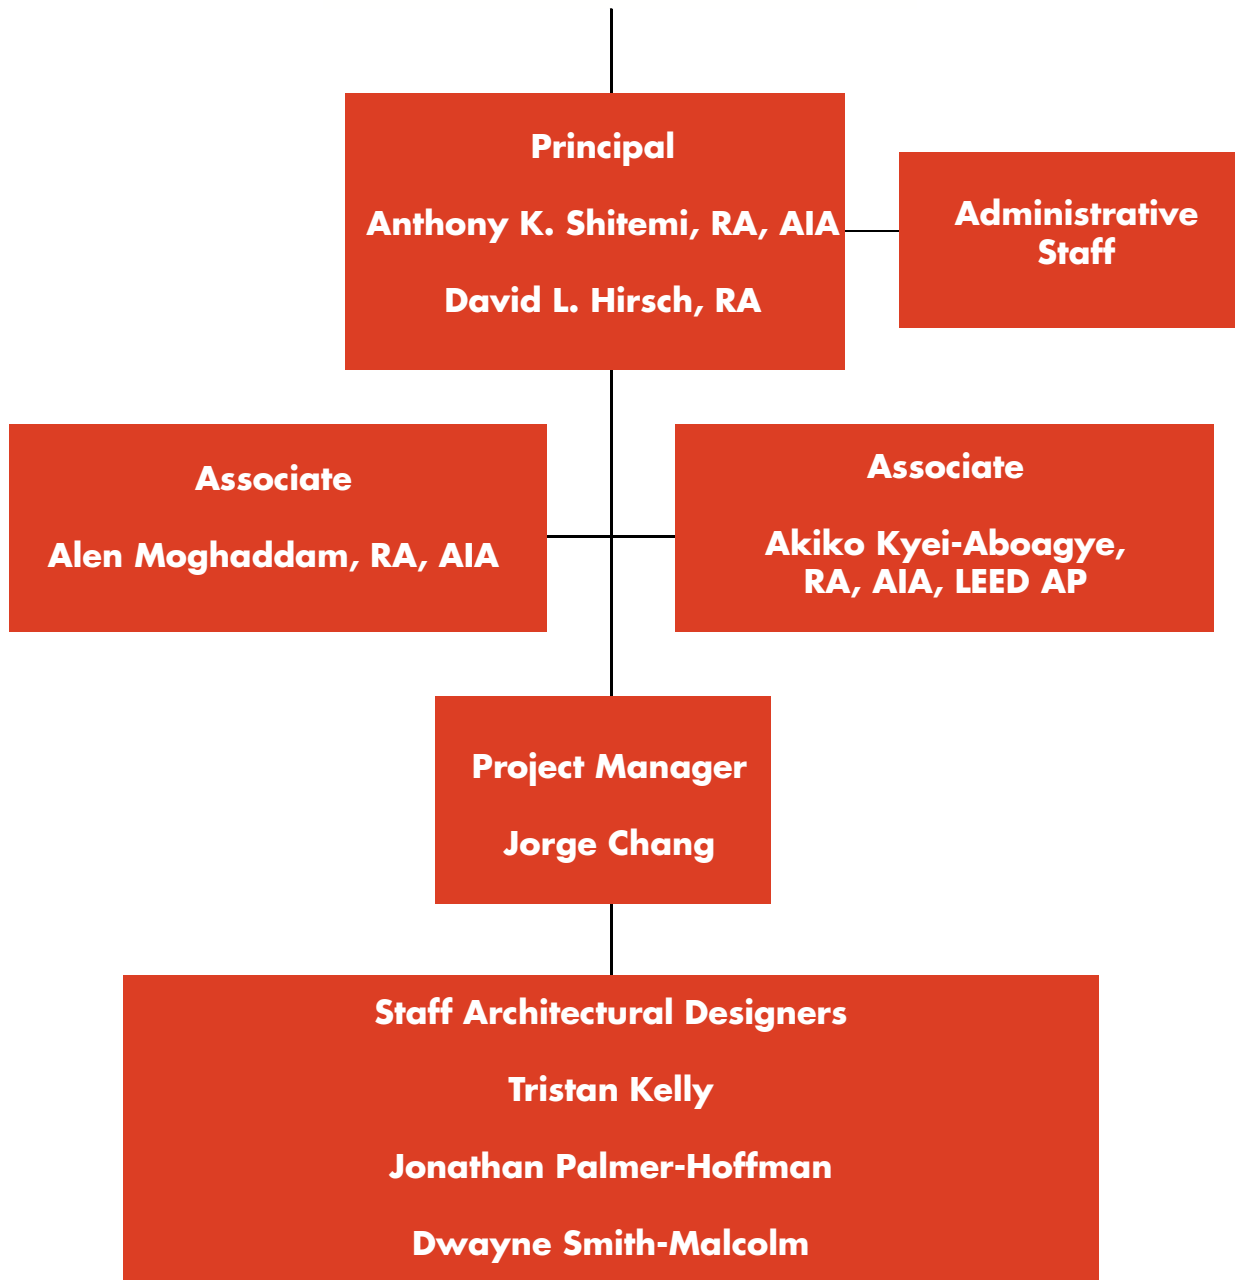 Principal
Anthony K. Shitemi, RA, AIA
David L. Hirsch, RA
Administrative
Staff
Associate
Alen Moghaddam, RA, AIA
Associate
Akiko Kyei-Aboagye,
RA, AIA, LEED AP
Project Manager
Jorge Chang
Staff Architectural Designers
Tristan Kelly
Jonathan Palmer-Hoffman
Dwayne Smith-Malcolm